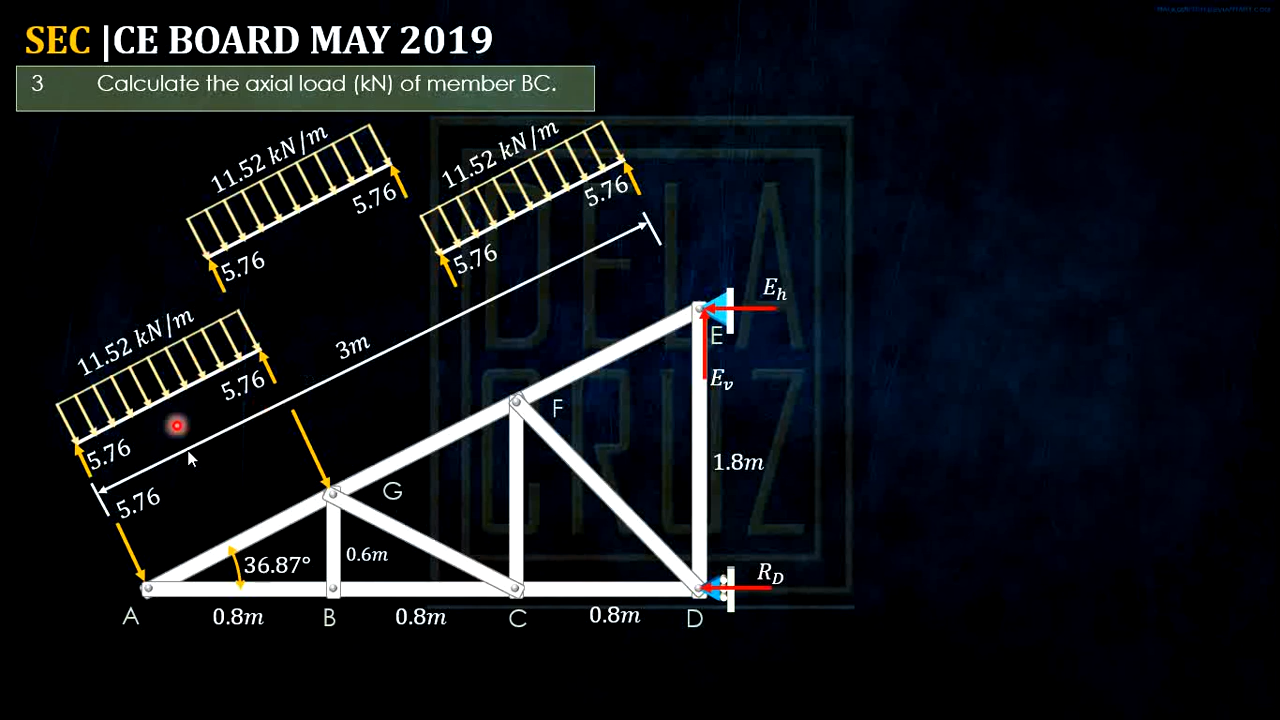 SEC |CE BOARD MAY 2019
3 Calculate the axial load (kN) of member BC.
11.52 kN/m
11.52 kN/m
5.76
5.76
5.76
5.76
11.52 kN/m
3m
5.76
5.76
5.76
E_h
E
E_v
F
G
1.8m
0.6m
36.87°
R_D
A
0.8m
B
0.8m
C
0.8m
D
DELA
CRUZ